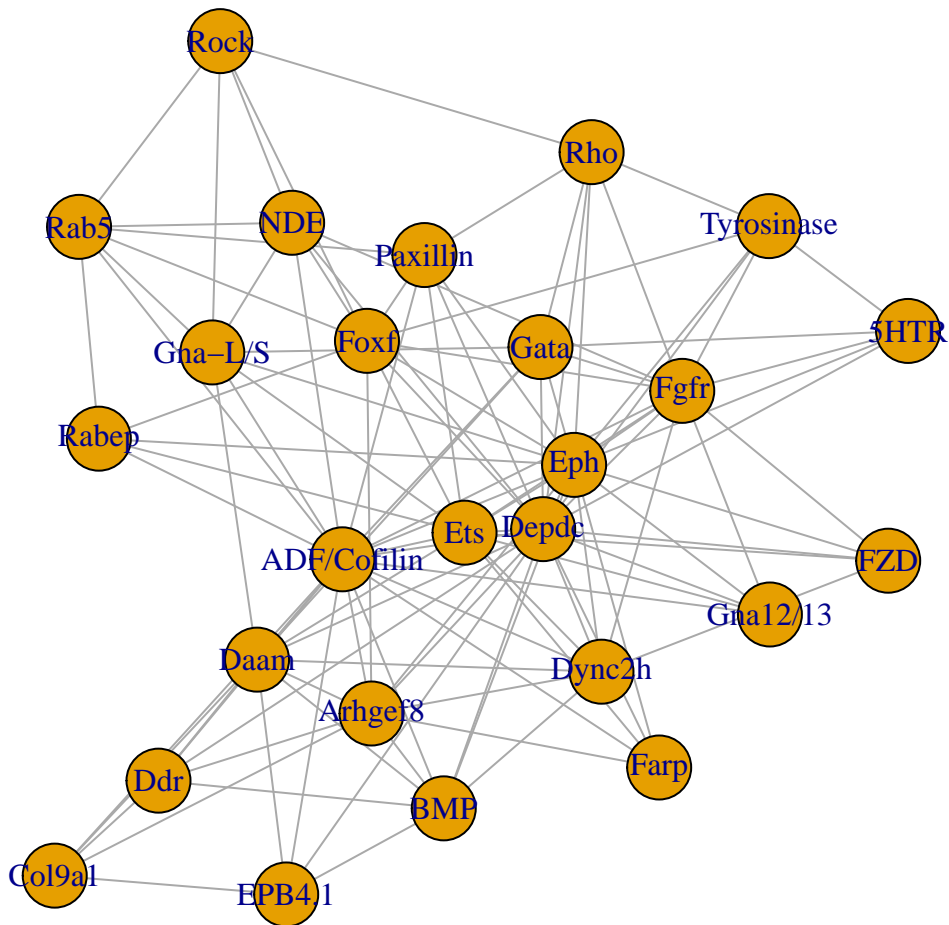 Rock
Rho
Rab5
NDE
Tyrosinase
Paxillin
5HTR
Gna−L/S
Foxf
Gata
Fgfr
Rabep
Eph
Ets
Depdc
ADF/Cofilin
FZD
Gna12/13
Daam
Dync2h
Arhgef8
Ddr
Farp
BMP
Col9a1
EPB4.1